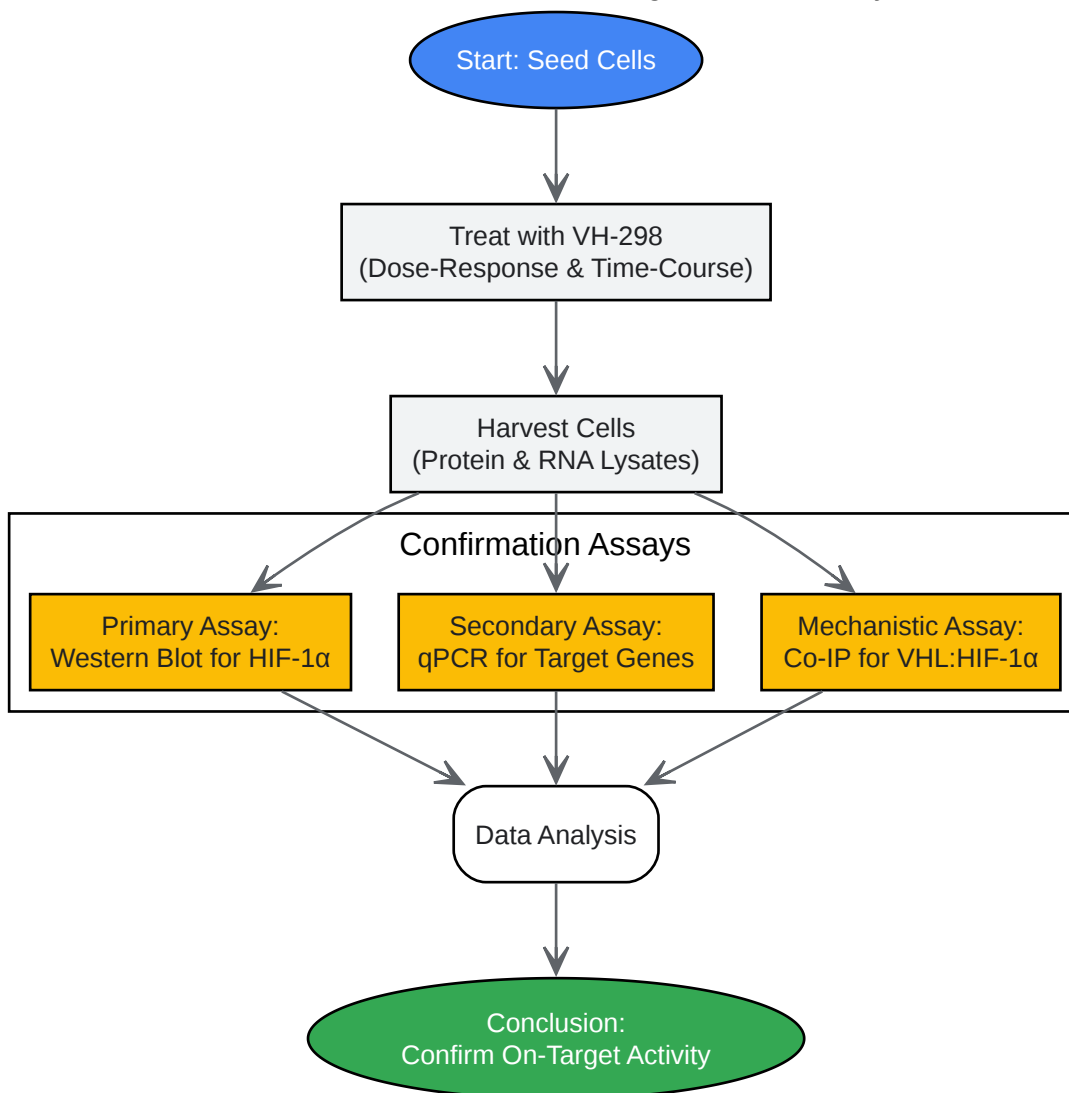 Start: Seed Cells
Treat with VH-298
(Dose-Response & Time-Course)
Harvest Cells
(Protein & RNA Lysates)
Confirmation Assays
Primary Assay:
Western Blot for HIF-1α
Secondary Assay:
qPCR for Target Genes
Mechanistic Assay:
Co-IP for VHL:HIF-1α
Data Analysis
Conclusion:
Confirm On-Target Activity